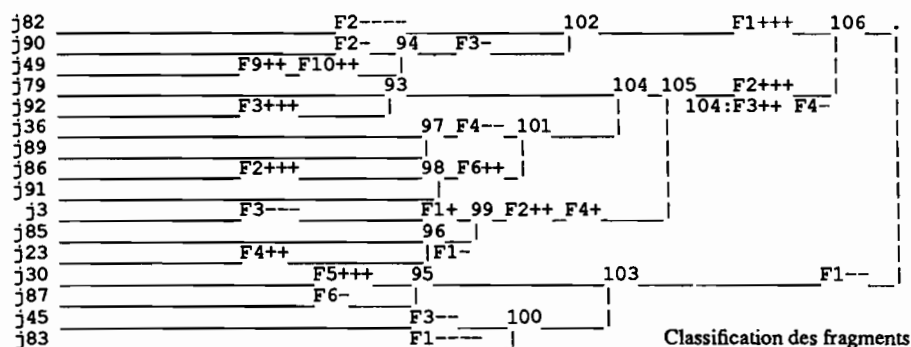 j82 F2---- 102 F1+++ 106 .
j90 F2- 94 F3-
j49 F9++ F10++
j79 93 104 105 F2+++
j92 F3+++ 104:F3++ F4-
j36 97 F4-- 101
j89
j86 F2+++ 98 F6++
j91
j3 F3--- F1+ 99 F2++ F4+
j85 96
j23 F4++ F1-
j30 F5+++ 95 103 F1--
j87 F6-
j45 F3-- 100
j83 F1---- Classification des fragments